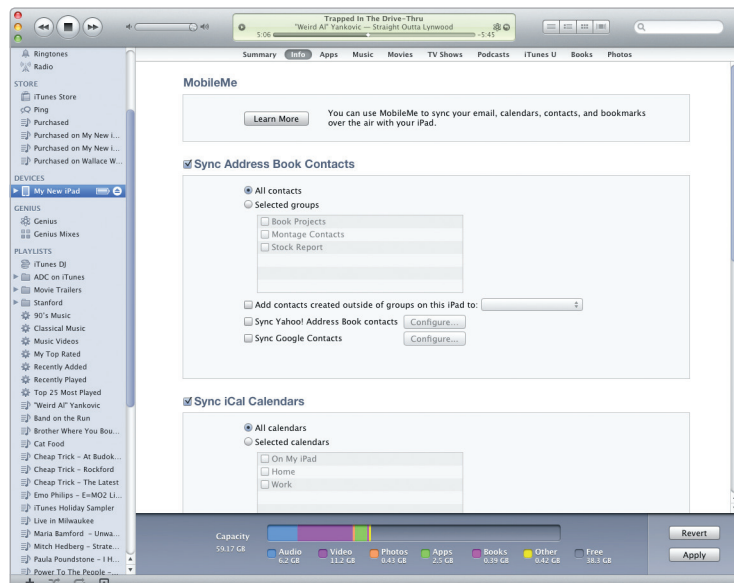 Trapped In The Drive-Thru
"Weird Al" Yankovic — Straight Outta Lynwood
5:06
-5:45
Ringtones
Radio
STORE
iTunes Store
Ping
Purchased
Purchased on My New i...
Purchased on My New i...
Purchased on Wallace W...
DEVICES
My New iPad
GENIUS
Genius
Genius Mixes
PLAYLISTS
iTunes DJ
ADC on iTunes
Movie Trailers
Stanford
90's Music
Classical Music
Music Videos
My Top Rated
Recently Added
Recently Played
Top 25 Most Played
"Weird Al" Yankovic
Band on the Run
Brother Where You Bou...
Cat Food
Cheap Trick – At Budok...
Cheap Trick – Rockford
Cheap Trick – The Latest
Emo Philips – E=MO2 Li...
iTunes Holiday Sampler
Live in Milwaukee
Maria Bamford – Unwa...
Mitch Hedberg – Strate...
Paula Poundstone – I H...
Power To The People –...
Summary Info Apps Music Movies TV Shows Podcasts iTunes U Books Photos
MobileMe
Learn More
You can use MobileMe to sync your email, calendars, contacts, and bookmarks
over the air with your iPad.
Sync Address Book Contacts
All contacts
Selected groups
Book Projects
Montage Contacts
Stock Report
Add contacts created outside of groups on this iPad to:
Sync Yahoo! Address Book contacts Configure...
Sync Google Contacts Configure...
Sync iCal Calendars
All calendars
Selected calendars
On My iPad
Home
Work
Capacity
59.17 GB
Audio Video Photos Apps Books Other Free
6.2 GB 11.2 GB 0.43 GB 2.5 GB 0.39 GB 0.42 GB 38.3 GB
Revert
Apply